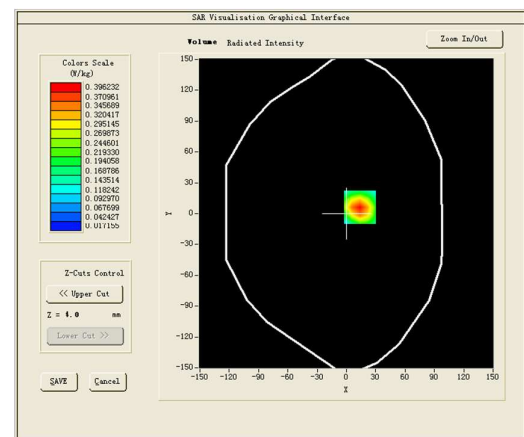 SAR Visualisation Graphical Interface
Volume Radiated Intensity
Zoom In/Out
Colors Scale
(W/kg)
0.396232
0.370961
0.345689
0.320417
0.295145
0.269873
0.244601
0.219330
0.194058
0.168786
0.143514
0.118242
0.092970
0.067699
0.042427
0.017155
Z-Cuts Control
<< Upper Cut
Z = 4.0 mm
Lower Cut >>
SAVE Cancel
150
120
90
60
30
Y 0
-30
-60
-90
-120
-150
-150 -120 -90 -60 -30 0 30 60 90 120 150
X